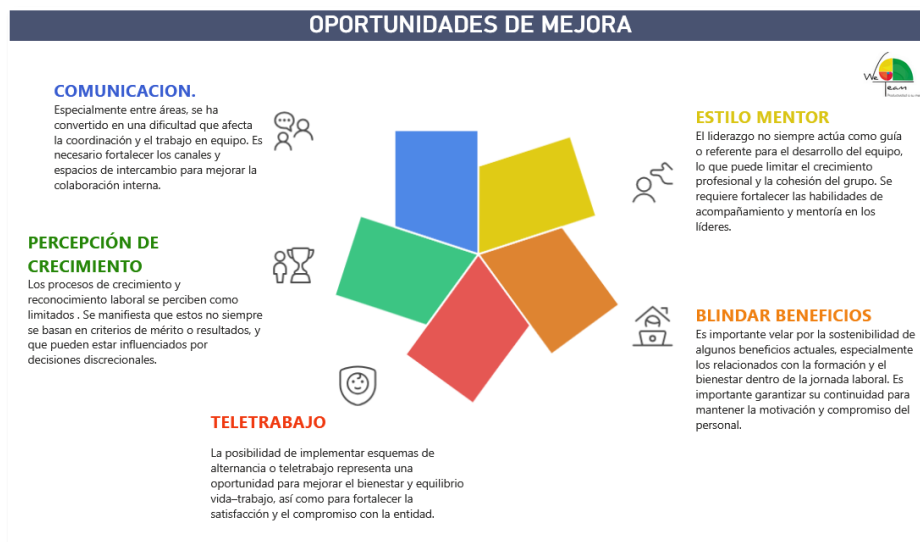 OPORTUNIDADES DE MEJORA
We
Team
COMUNICACION.
Especialmente entre áreas, se ha
convertido en una dificultad que afecta
la coordinación y el trabajo en equipo. Es
necesario fortalecer los canales y
espacios de intercambio para mejorar la
colaboración interna.
ESTILO MENTOR
El liderazgo no siempre actúa como guía
o referente para el desarrollo del equipo,
lo que puede limitar el crecimiento
profesional y la cohesión del grupo. Se
requiere fortalecer las habilidades de
acompañamiento y mentoría en los
líderes.
PERCEPCIÓN DE
CRECIMIENTO
Los procesos de crecimiento y
reconocimiento laboral se perciben como
limitados . Se manifiesta que estos no siempre
se basan en criterios de mérito o resultados, y
que pueden estar influenciados por
decisiones discrecionales.
BLINDAR BENEFICIOS
Es importante velar por la sostenibilidad de
algunos beneficios actuales, especialmente
los relacionados con la formación y el
bienestar dentro de la jornada laboral. Es
importante garantizar su continuidad para
mantener la motivación y compromiso del
personal.
TELETRABAJO
La posibilidad de implementar esquemas de
alternancia o teletrabajo representa una
oportunidad para mejorar el bienestar y equilibrio
vida–trabajo, así como para fortalecer la
satisfacción y el compromiso con la entidad.